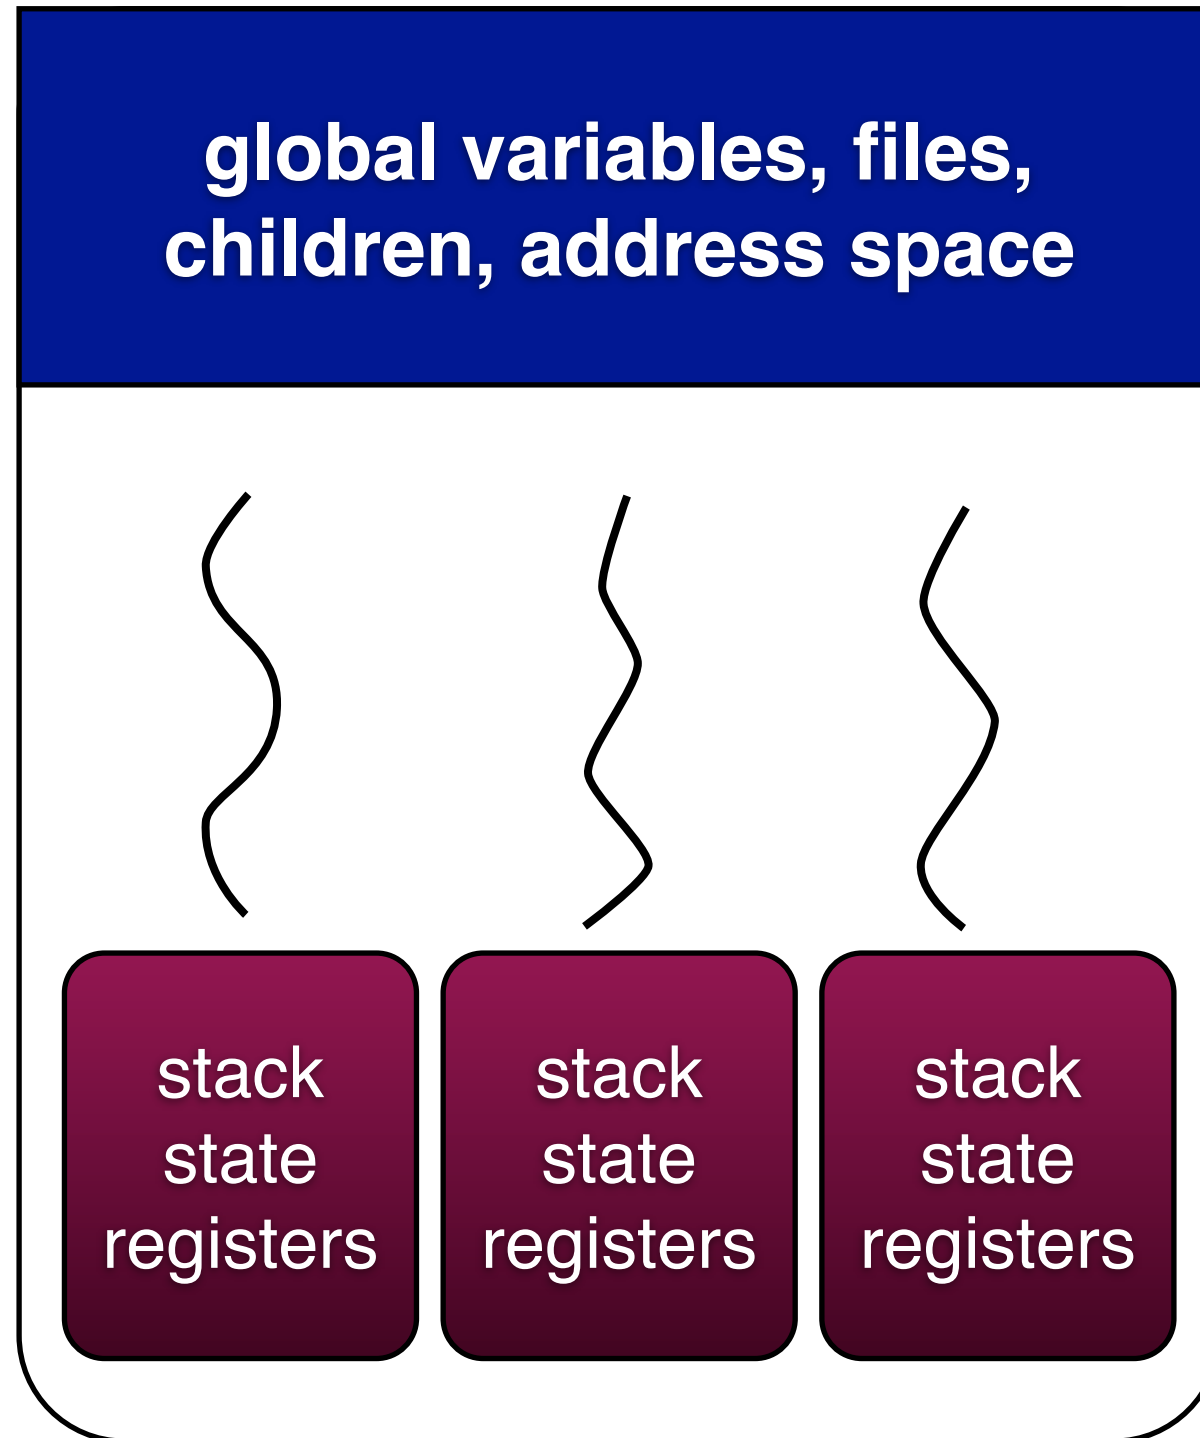 global variables, files,
children, address space
stack
state
registers
stack
state
registers
stack
state
registers